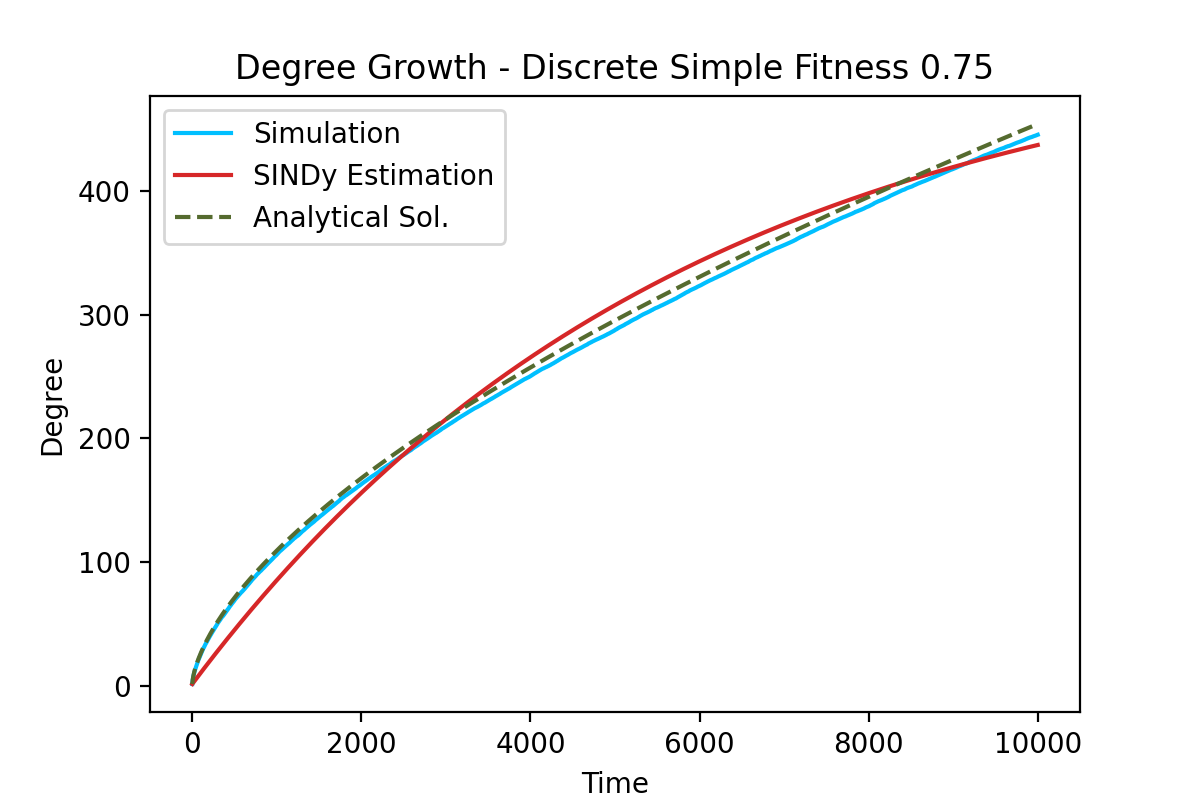 Degree Growth - Discrete Simple Fitness 0.75
Simulation
SINDy Estimation
Analytical Sol.
400
300
200
100
0
Degree
0 2000 4000 6000 8000 10000
Time